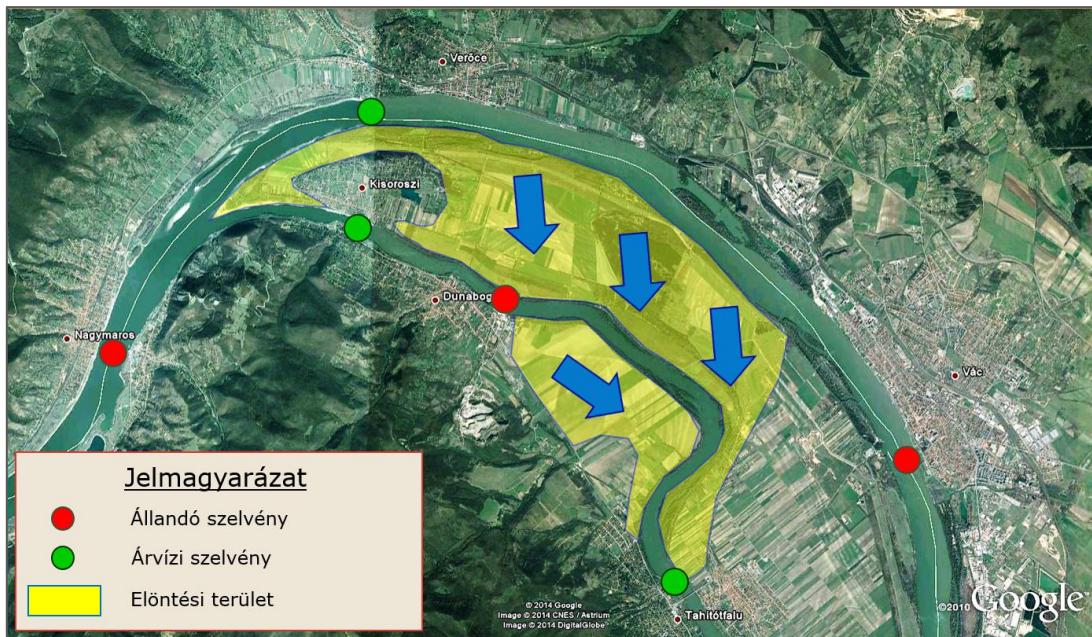 Verőce
Kisoroszi
Dunabog
Nagymaros
Vác
Jelmagyarázat
Állandó szelvény
Árvízi szelvény
Elöntési terület
© 2014 Google
Image © 2014 CNES / Astrium
Image © 2014 DigitalGlobe
Tahitótfalu
©2010 Google